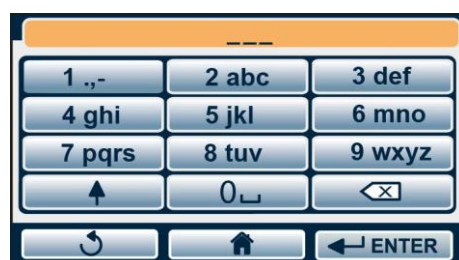 ___
1 .,- 2 abc 3 def
4 ghi 5 jkl 6 mno
7 pqrs 8 tuv 9 wxyz
0␣
ENTER